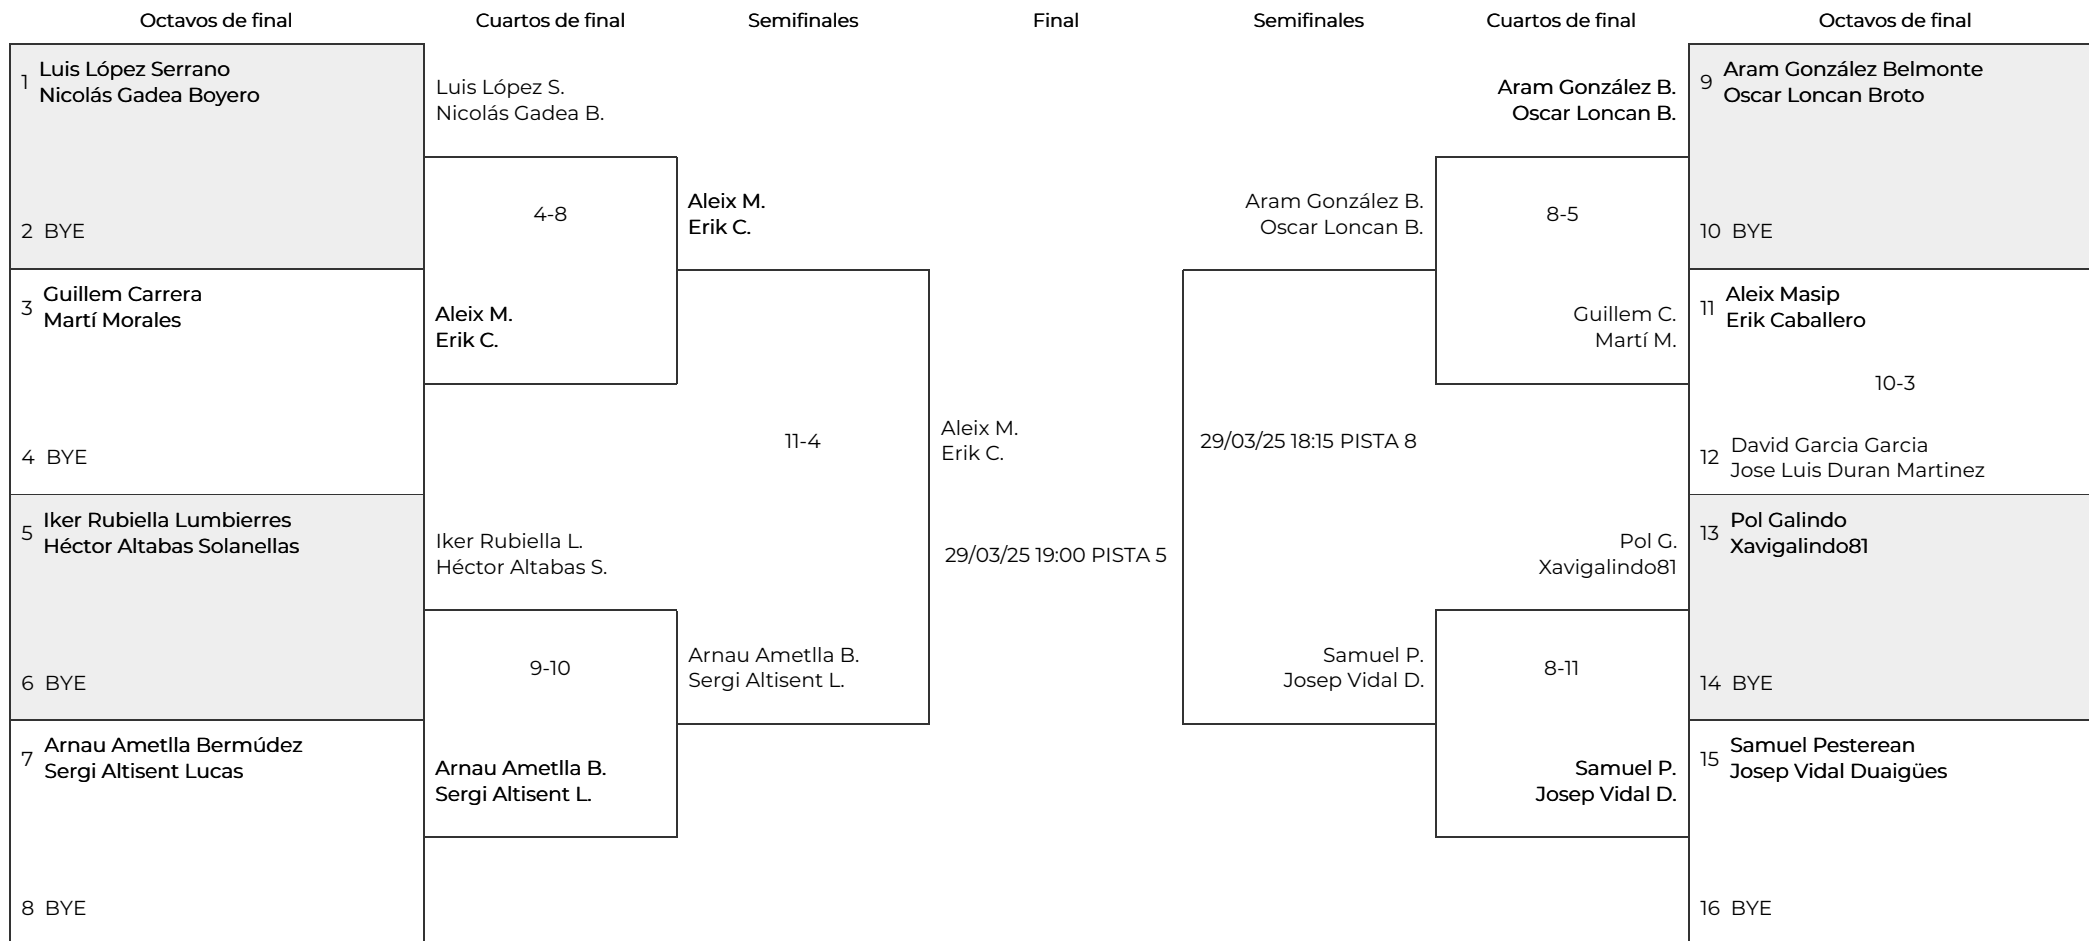 Octavos de final
Cuartos de final
Semifinales
Final
Semifinales
Cuartos de final
Octavos de final
1 Luis López Serrano
Nicolás Gadea Boyero
2 BYE
3 Guillem Carrera
Martí Morales
4 BYE
5 Iker Rubiella Lumbierres
Héctor Altabas Solanellas
6 BYE
7 Arnau Ametlla Bermúdez
Sergi Altisent Lucas
8 BYE
Luis López S.
Nicolás Gadea B.
4-8
Aleix M.
Erik C.
Iker Rubiella L.
Héctor Altabas S.
9-10
Arnau Ametlla B.
Sergi Altisent L.
Aleix M.
Erik C.
11-4
Arnau Ametlla B.
Sergi Altisent L.
Aleix M.
Erik C.
29/03/25 19:00 PISTA 5
Aram González B.
Oscar Loncan B.
29/03/25 18:15 PISTA 8
Samuel P.
Josep Vidal D.
Aram González B.
Oscar Loncan B.
8-5
Guillem C.
Martí M.
Pol G.
Xavigalindo81
8-11
Samuel P.
Josep Vidal D.
9 Aram González Belmonte
Oscar Loncan Broto
10 BYE
11 Aleix Masip
Erik Caballero
10-3
12 David Garcia Garcia
Jose Luis Duran Martinez
13 Pol Galindo
Xavigalindo81
14 BYE
15 Samuel Pesterean
Josep Vidal Duaigües
16 BYE